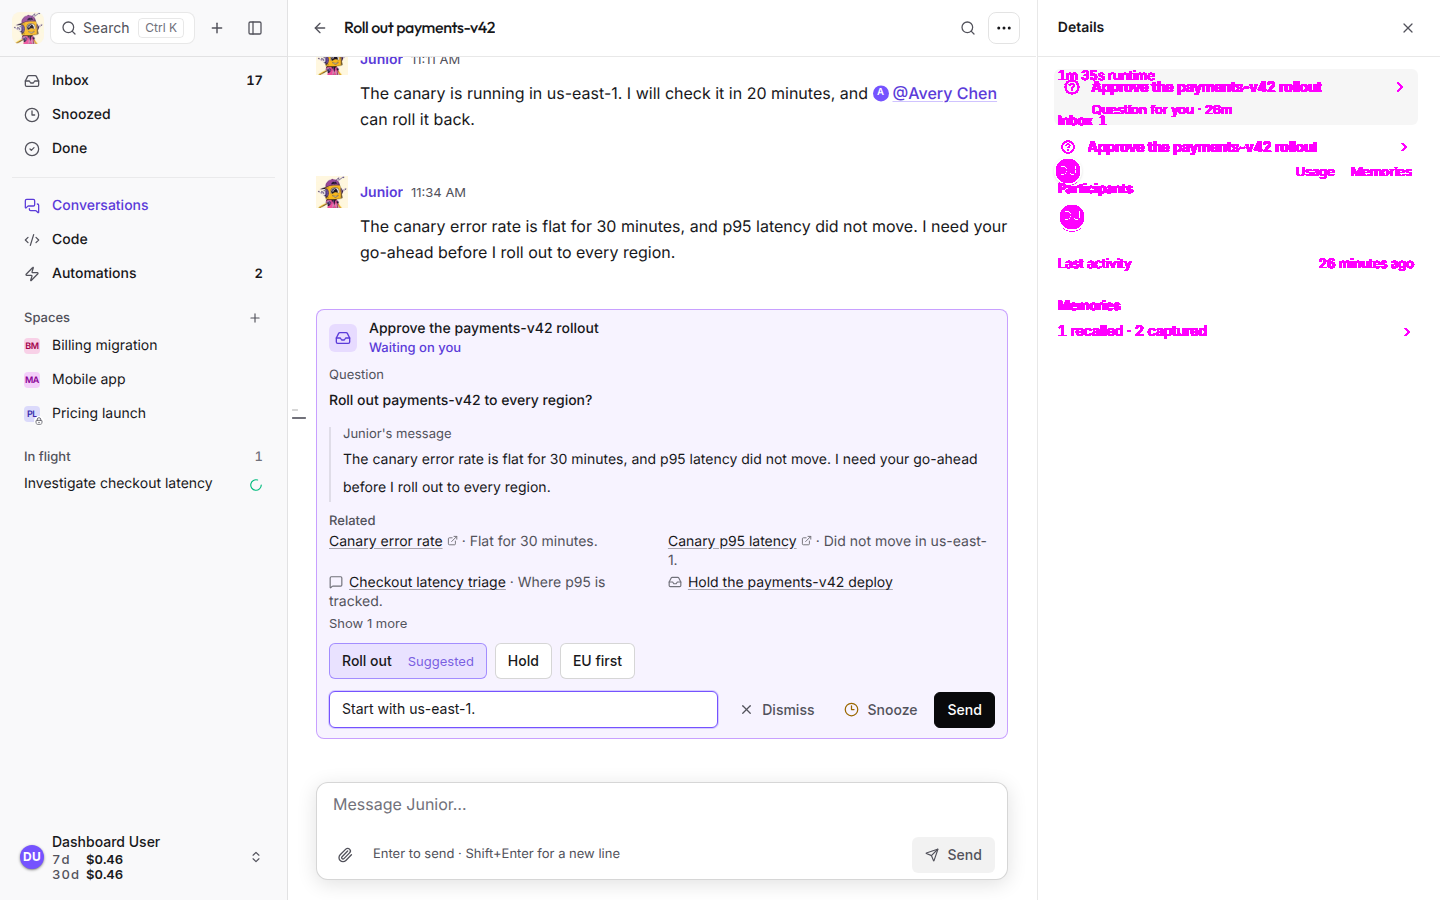 Search Ctrl K
Inbox 17
Snoozed
Done
Conversations
Code
Automations 2
Spaces
BM Billing migration
MA Mobile app
PL Pricing launch
In flight 1
Investigate checkout latency
DU Dashboard User
7d $0.46
30d $0.46
Roll out payments-v42
Junior 11:11 AM
The canary is running in us-east-1. I will check it in 20 minutes, and A @Avery Chen
can roll it back.
Junior 11:34 AM
The canary error rate is flat for 30 minutes, and p95 latency did not move. I need your
go-ahead before I roll out to every region.
Approve the payments-v42 rollout
Waiting on you
Question
Roll out payments-v42 to every region?
Junior's message
The canary error rate is flat for 30 minutes, and p95 latency did not move. I need your go-ahead
before I roll out to every region.
Related
Canary error rate · Flat for 30 minutes.
Canary p95 latency · Did not move in us-east-
1.
Checkout latency triage · Where p95 is
tracked.
Hold the payments-v42 deploy
Show 1 more
Roll out Suggested Hold EU first
Start with us-east-1. Dismiss Snooze Send
Message Junior...
Enter to send · Shift+Enter for a new line Send
Details
1m 35s runtime
Approve the payments-v42 rollout
Question for you · 26m
Inbox 1
Approve the payments-v42 rollout
Usage Memories
Participants
Last activity 26 minutes ago
Memories
1 recalled · 2 captured